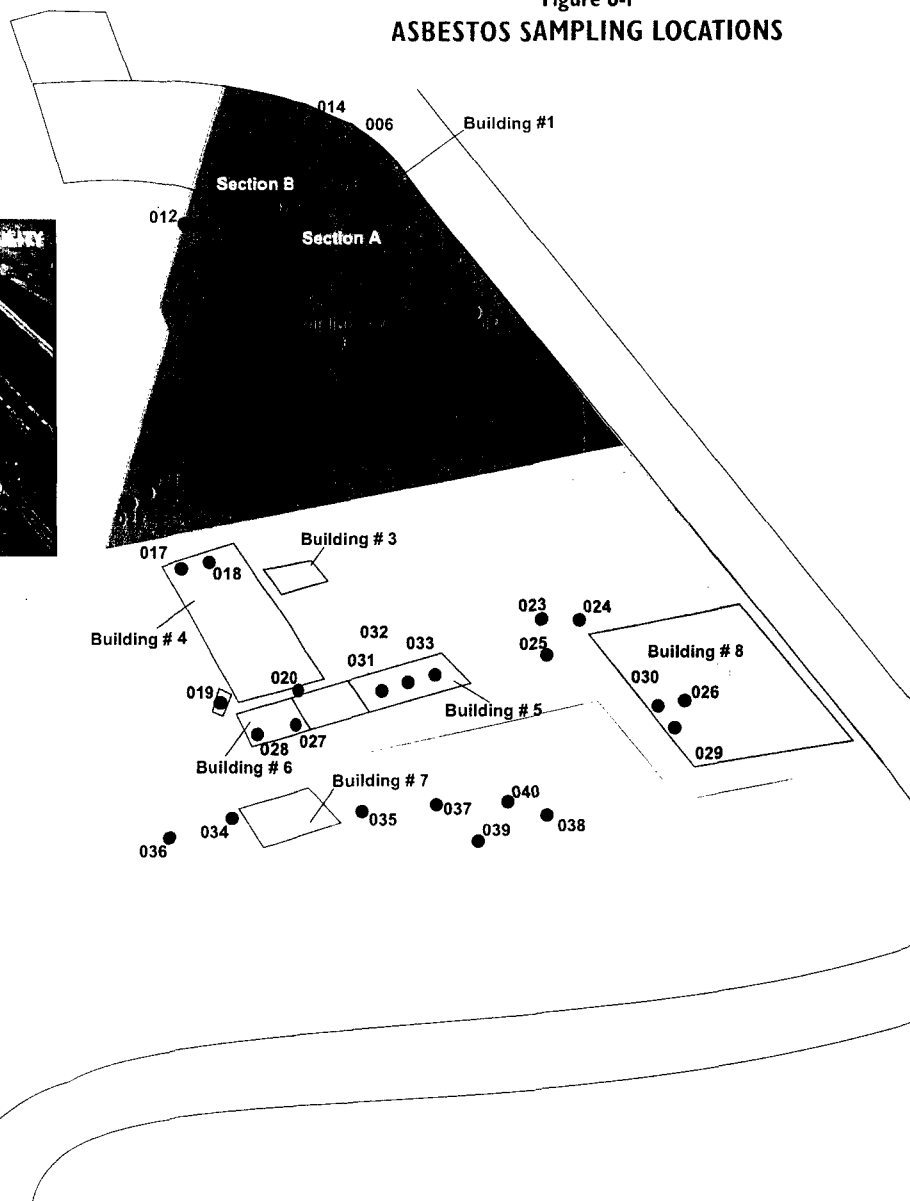 ASBESTOS SAMPLING LOCATIONS
014
006
Building #1
Section B
012
Section A
Building # 3
017
018
Building # 4
032
033
031
023
024
025
Building # 8
030
026
029
020
019
Building # 5
028
027
Building # 6
Building # 7
034
035
037
040
038
039
036